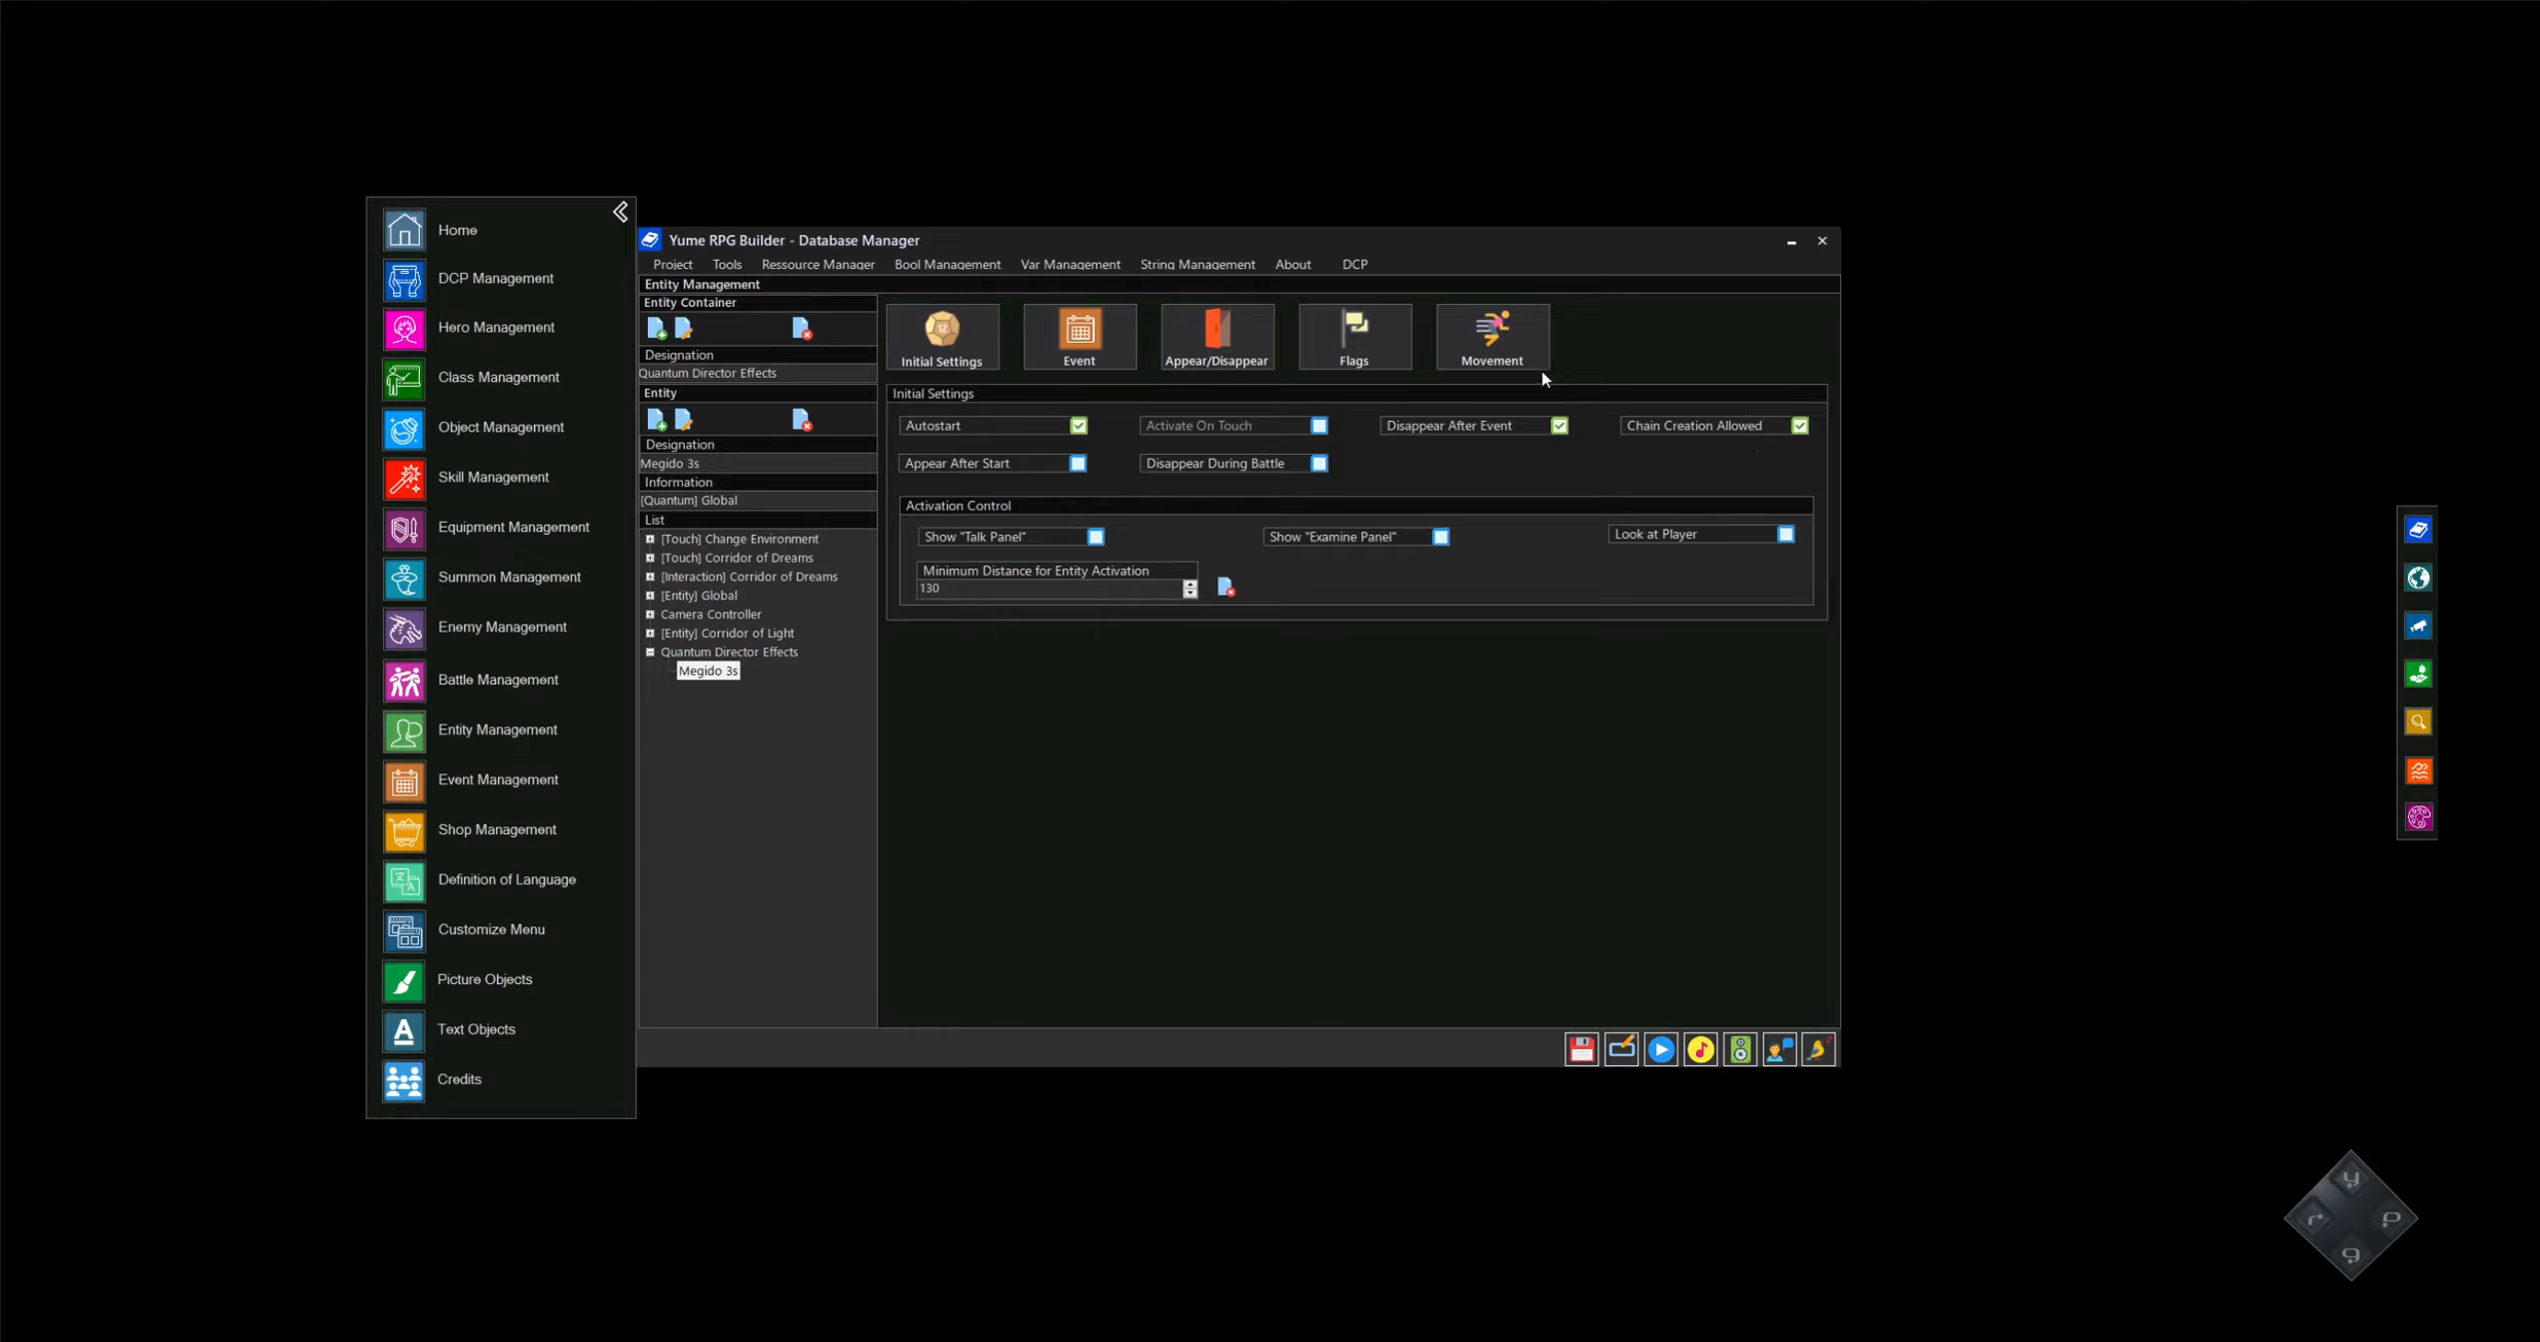 Home
DCP Management
Hero Management
Class Management
Object Management
Skill Management
Equipment Management
Summon Management
Enemy Management
Battle Management
Entity Management
Event Management
Shop Management
Definition of Language
Customize Menu
Picture Objects
Text Objects
Credits
Yume RPG Builder - Database Manager
Project Tools Ressource Manager Bool Management Var Management String Management About DCP
Entity Management
Entity Container
Designation
Quantum Director Effects
Entity
Designation
Megido 3s
Information
[Quantum] Global
List
[Touch] Change Environment
[Touch] Corridor of Dreams
[Interaction] Corridor of Dreams
[Entity] Global
Camera Controller
[Entity] Corridor of Light
Quantum Director Effects
Megido 3s
12
Initial Settings Event Appear/Disappear Flags Movement
Initial Settings
Autostart Activate On Touch Disappear After Event Chain Creation Allowed
Appear After Start Disappear During Battle
Activation Control
Show "Talk Panel" Show "Examine Panel" Look at Player
Minimum Distance for Entity Activation
130